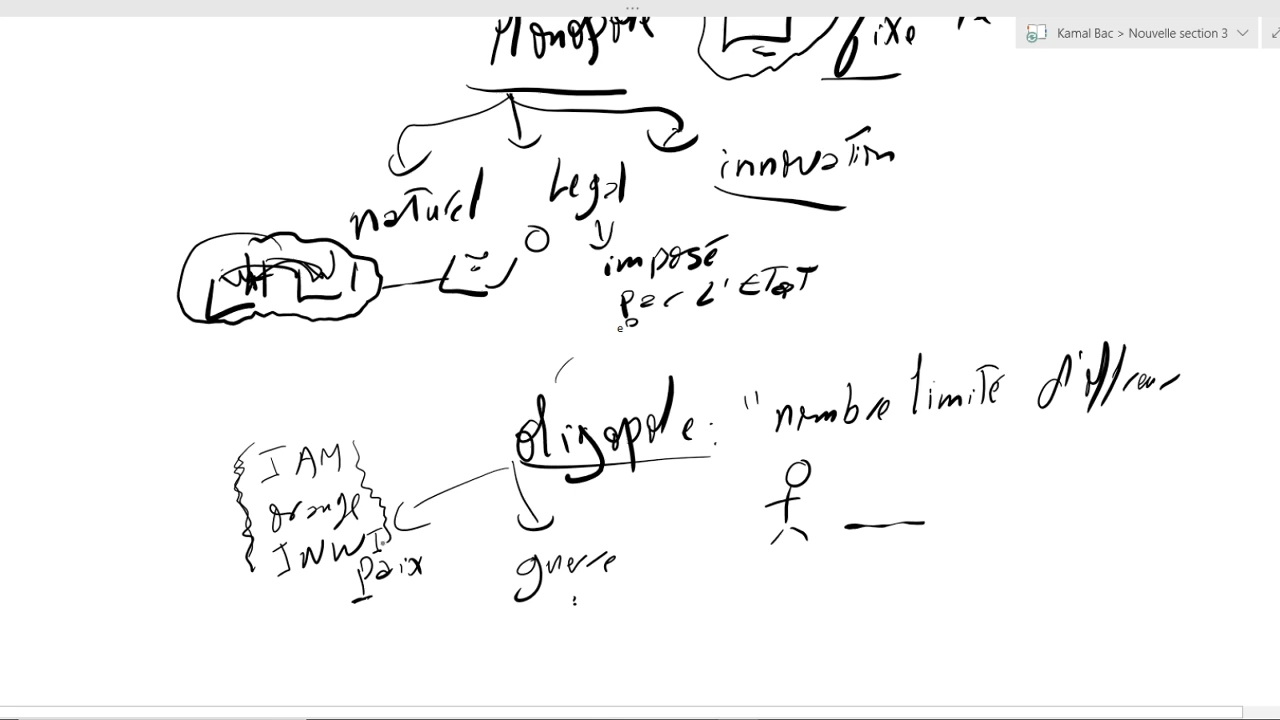 Kamal Bac > Nouvelle section 3
Monopole
fixe
naturel
Legal
innovation
imposé
par L'ETAT
oligopole : "nombre limité d'offreur
IAM
orange
INWI
paix
guerre